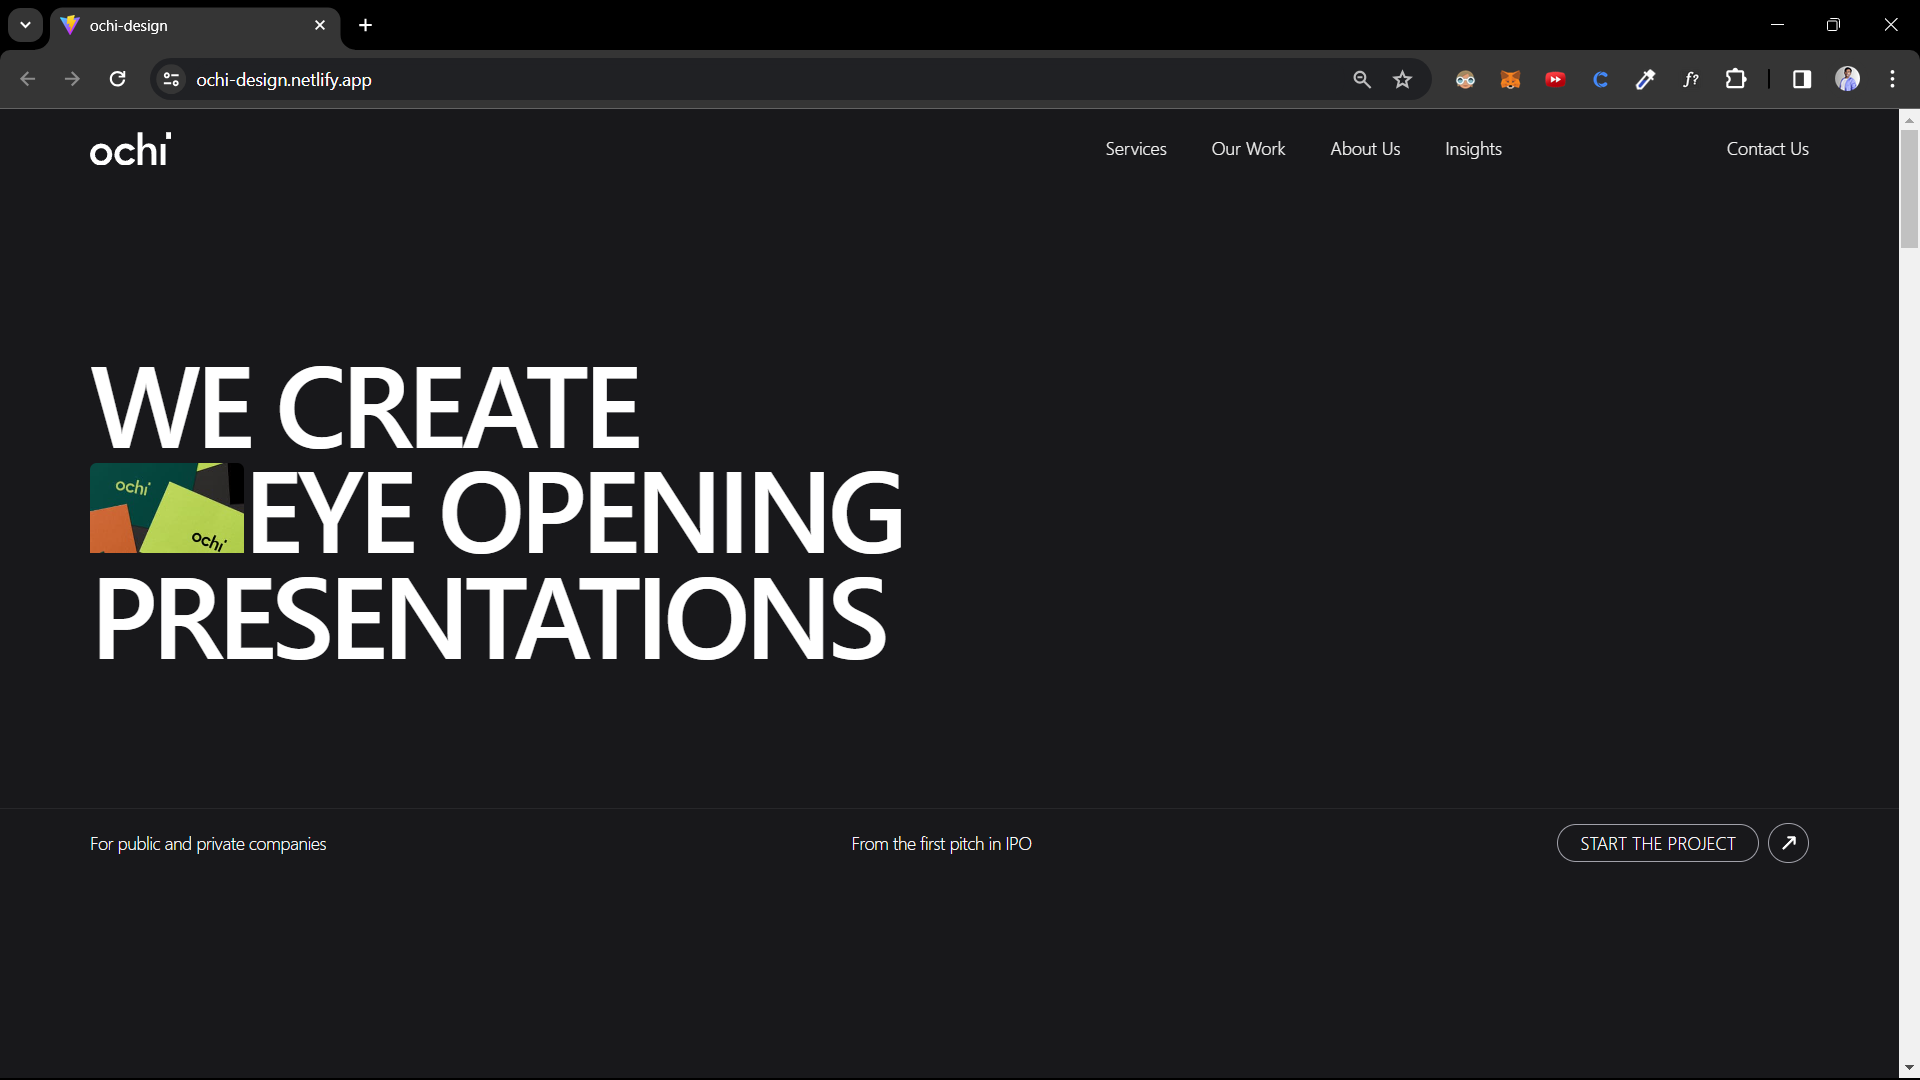 ochi-design
ochi-design.netlify.app
f?
ochi
Services Our Work About Us Insights Contact Us
WE CREATE
ochi
ochi
EYE OPENING
PRESENTATIONS
For public and private companies From the first pitch in IPO START THE PROJECT